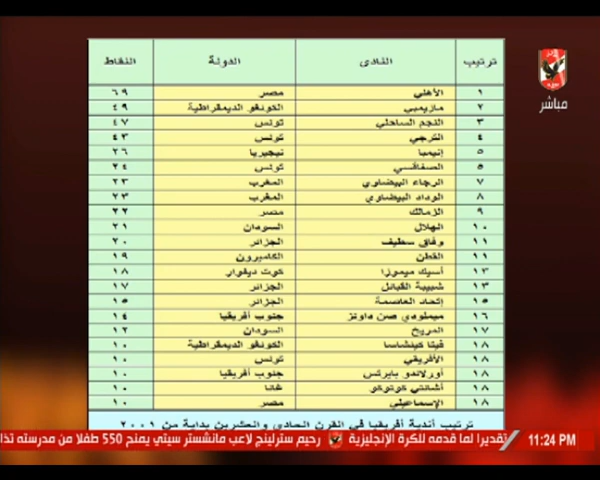 ترتيب النادى الدولة النقاط
مباشر
١ الأهلي مصر ٦٩
٢ مازيمبي الكونغو الديمقراطية ٤٩
٣ النجم الساحلي تونس ٤٧
٤ الترجي تونس ٤٣
٥ إنيمبا نيجيريا ٢٦
٥ الصفاقسي تونس ٢٤
٧ الرجاء البيضاوي المغرب ٢٣
٨ الوداد البيضاوي المغرب ٢٣
٩ الزمالك مصر ٢٢
١٠ الهلال السودان ٢١
١١ وفاق سطيف الجزائر ٢٠
١١ القطن الكاميرون ١٩
١٣ أسيك ميموزا كوت ديفوار ١٨
١٣ شبيبة القبائل الجزائر ١٧
١٥ إتحاد العاصمة الجزائر ١٥
١٦ ميملودي صن داونز جنوب أفريقيا ١٤
١٧ المريخ السودان ١٢
١٨ فيتا كينشاسا الكونغو الديمقراطية ١٠
١٨ الأفريقي تونس ١٠
١٨ أورلاندو بايرتس جنوب أفريقيا ١٠
١٨ أشانتي كوتوكو غانا ١٠
١٨ الإسماعيلي مصر ١٠
ترتيب أندية أفريقيا في القرن الحادى والعشرين بداية من ٢٠٠١
11:24 PM تقديرا لما قدمه للكرة الإنجليزية رحيم سترلينج لاعب مانشستر سيتي يمنح 550 طفلا من مدرسته تذا